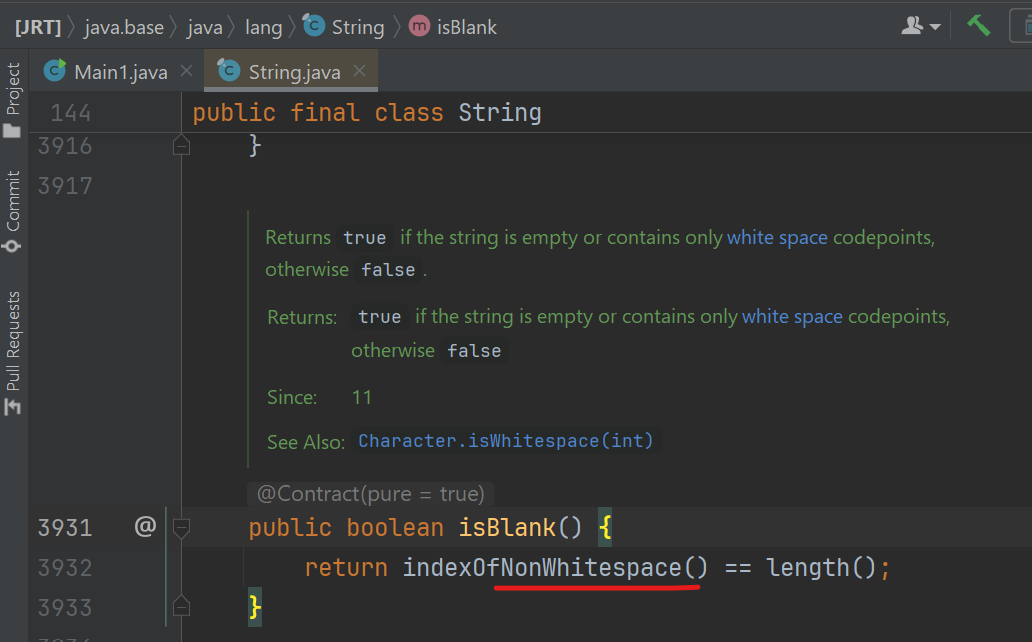 [JRT] java.base java lang String isBlank
Main1.java String.java
Project
Commit
Pull Requests
144 public final class String
3916 }
3917
Returns true if the string is empty or contains only white space codepoints,
otherwise false .
Returns: true if the string is empty or contains only white space codepoints,
otherwise false
Since: 11
See Also: Character.isWhitespace(int)
@Contract(pure = true)
3931 @ public boolean isBlank() {
3932 return indexOfNonWhitespace() == length();
3933 }